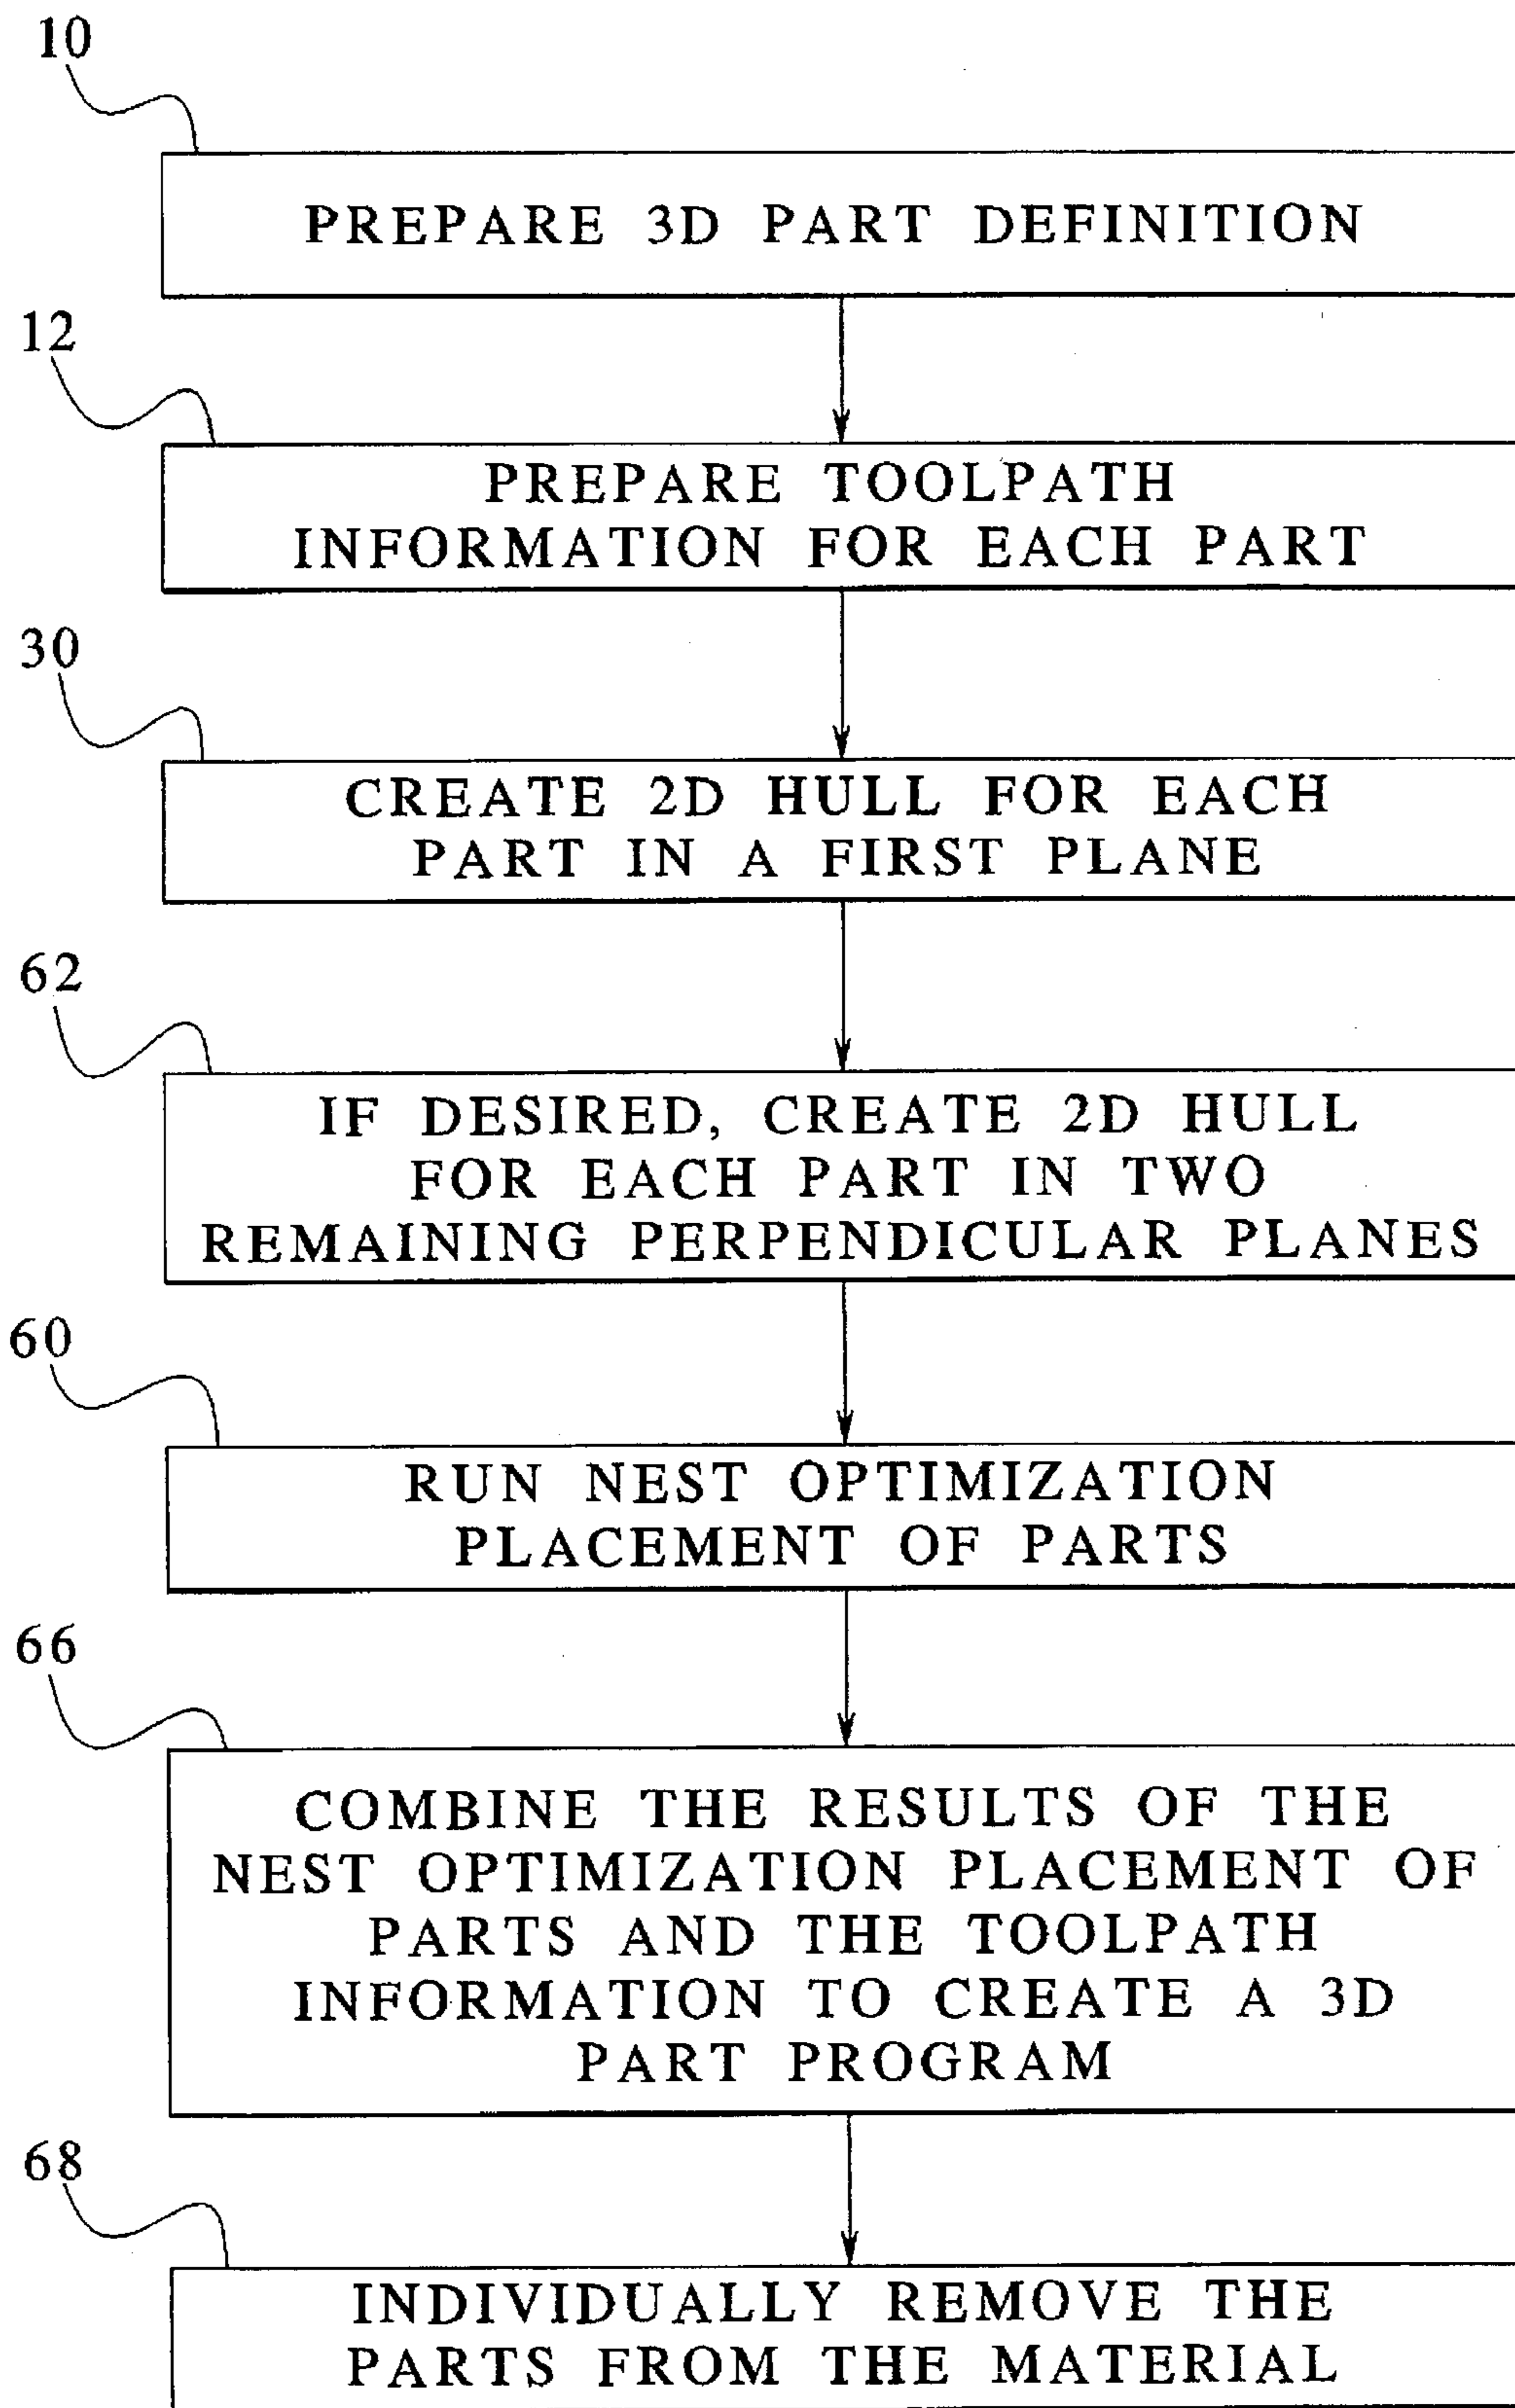 10
PREPARE 3D PART DEFINITION
12
PREPARE TOOLPATH
INFORMATION FOR EACH PART
30
CREATE 2D HULL FOR EACH
PART IN A FIRST PLANE
62
IF DESIRED, CREATE 2D HULL
FOR EACH PART IN TWO
REMAINING PERPENDICULAR PLANES
60
RUN NEST OPTIMIZATION
PLACEMENT OF PARTS
66
COMBINE THE RESULTS OF THE
NEST OPTIMIZATION PLACEMENT OF
PARTS AND THE TOOLPATH
INFORMATION TO CREATE A 3D
PART PROGRAM
68
INDIVIDUALLY REMOVE THE
PARTS FROM THE MATERIAL